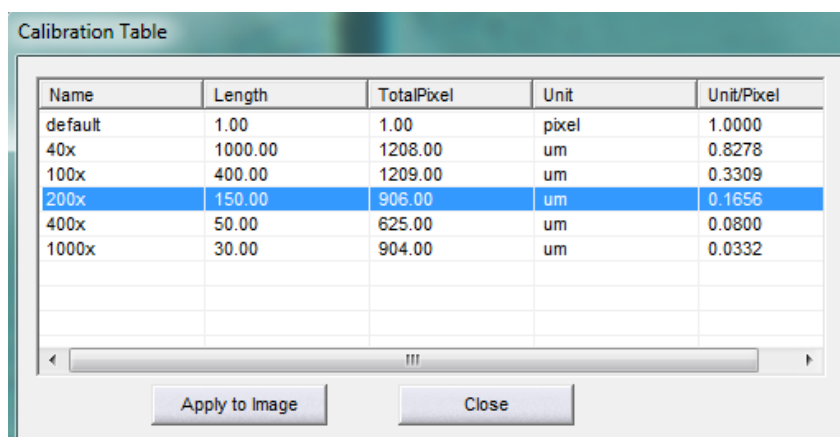 Calibration Table
Name Length TotalPixel Unit Unit/Pixel
default 1.00 1.00 pixel 1.0000
40x 1000.00 1208.00 um 0.8278
100x 400.00 1209.00 um 0.3309
200x 150.00 906.00 um 0.1656
400x 50.00 625.00 um 0.0800
1000x 30.00 904.00 um 0.0332
Apply to Image Close